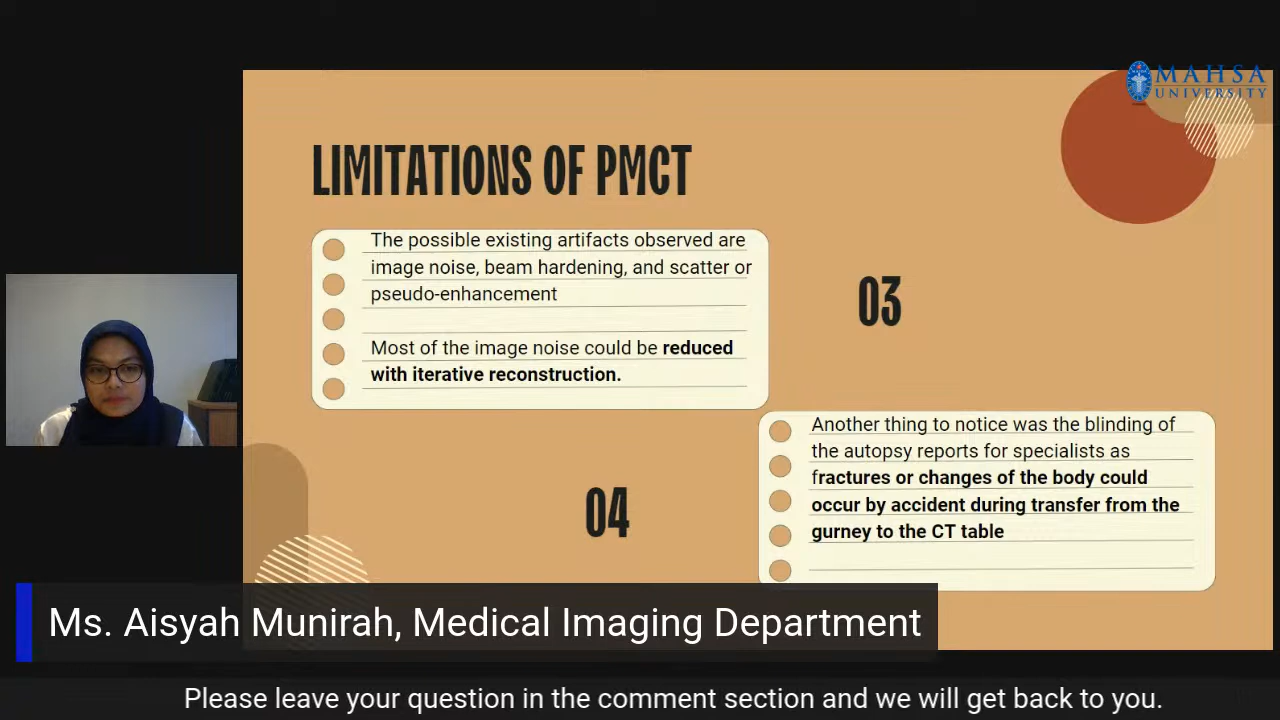 MAHSA
UNIVERSITY
LIMITATIONS OF PMCT
The possible existing artifacts observed are
image noise, beam hardening, and scatter or
pseudo-enhancement
Most of the image noise could be reduced
with iterative reconstruction.
03
04
Another thing to notice was the blinding of
the autopsy reports for specialists as
fractures or changes of the body could
occur by accident during transfer from the
gurney to the CT table
Ms. Aisyah Munirah, Medical Imaging Department
Please leave your question in the comment section and we will get back to you.